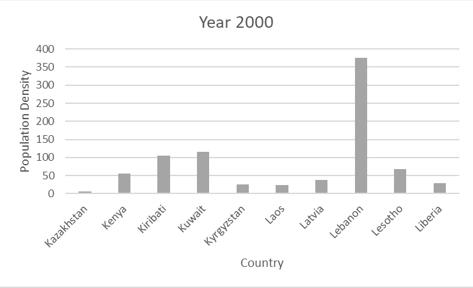 Year 2000
Population Density
400
350
300
250
200
150
100
50
0
Kazakhstan
Kenya
Kiribati
Kuwait
Kyrgyzstan
Laos
Latvia
Lebanon
Lesotho
Liberia
Country